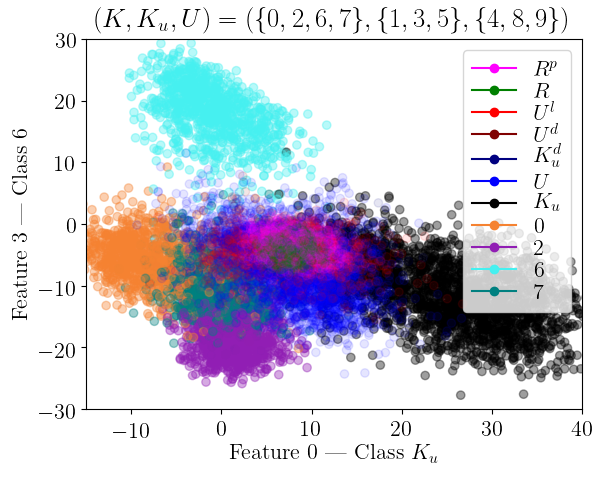 (K, K_u, U) = ({0, 2, 6, 7}, {1, 3, 5}, {4, 8, 9})
30
20
10
0
−10
−20
−30
Feature 3 — Class 6
R^p
R
U^l
U^d
K_u^d
U
K_u
0
2
6
7
−10
0
10
20
30
40
Feature 0 — Class K_u